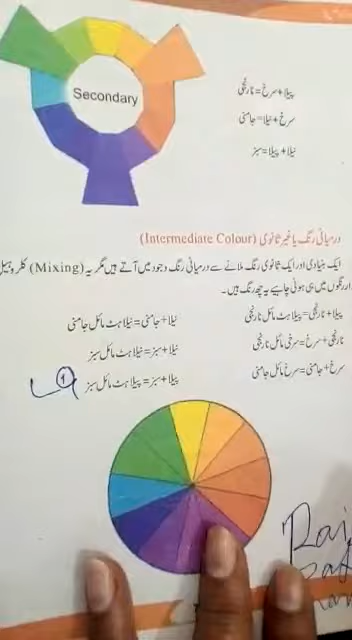 Secondary
پیلا+سرخ=نارنجی
سرخ+نیلا=جامنی
نیلا+پیلا=سبز
درمیانی رنگ یا غیر ثانوی (Intermediate Colour)
ایک بنیادی اور ایک ثانوی رنگ ملانے سے درمیانی رنگ وجود میں آتے ہیں مگر یہ (Mixing) کلر وہیل
رنگوں میں ہی ہونی چاہیے یہ چھ رنگ ہیں۔
پیلا+نارنجی=پیلاہٹ مائل نارنجی
نیلا+جامنی=نیلاہٹ مائل جامنی
نارنجی+سرخ=سرخی مائل نارنجی
نیلا+سبز=نیلاہٹ مائل سبز
سرخ+جامنی=سرخ مائل جامنی
پیلا+سبز=پیلاہٹ مائل سبز